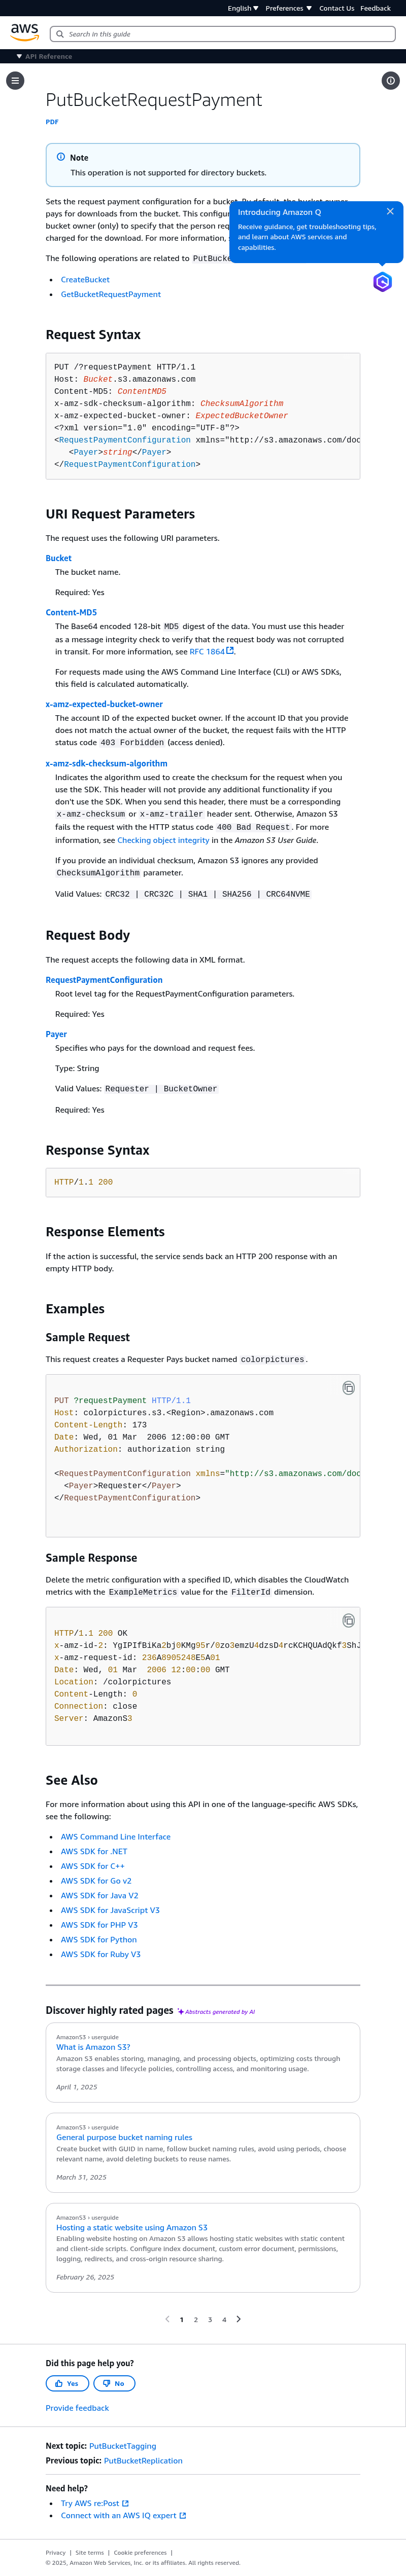 English Preferences Contact Us Feedback
aws Search in this guide
API Reference
PutBucketRequestPayment
PDF
Note
This operation is not supported for directory buckets.
Sets the request payment configuration for a bucket. By default, the bucket owner
pays for downloads from the bucket. This configu
bucket owner (only) to specify that the person req
charged for the download. For more information, s
Introducing Amazon Q
Receive guidance, get troubleshooting tips,
and learn about AWS services and
capabilities.
The following operations are related to PutBucke
CreateBucket
GetBucketRequestPayment
Request Syntax
PUT /?requestPayment HTTP/1.1
Host: Bucket.s3.amazonaws.com
Content-MD5: ContentMD5
x-amz-sdk-checksum-algorithm: ChecksumAlgorithm
x-amz-expected-bucket-owner: ExpectedBucketOwner
<?xml version="1.0" encoding="UTF-8"?>
<RequestPaymentConfiguration xmlns="http://s3.amazonaws.com/doc
<Payer>string</Payer>
</RequestPaymentConfiguration>
URI Request Parameters
The request uses the following URI parameters.
Bucket
The bucket name.
Required: Yes
Content-MD5
The Base64 encoded 128-bit MD5 digest of the data. You must use this header
as a message integrity check to verify that the request body was not corrupted
in transit. For more information, see RFC 1864.
For requests made using the AWS Command Line Interface (CLI) or AWS SDKs,
this field is calculated automatically.
x-amz-expected-bucket-owner
The account ID of the expected bucket owner. If the account ID that you provide
does not match the actual owner of the bucket, the request fails with the HTTP
status code 403 Forbidden (access denied).
x-amz-sdk-checksum-algorithm
Indicates the algorithm used to create the checksum for the request when you
use the SDK. This header will not provide any additional functionality if you
don't use the SDK. When you send this header, there must be a corresponding
x-amz-checksum or x-amz-trailer header sent. Otherwise, Amazon S3
fails the request with the HTTP status code 400 Bad Request. For more
information, see Checking object integrity in the Amazon S3 User Guide.
If you provide an individual checksum, Amazon S3 ignores any provided
ChecksumAlgorithm parameter.
Valid Values: CRC32 | CRC32C | SHA1 | SHA256 | CRC64NVME
Request Body
The request accepts the following data in XML format.
RequestPaymentConfiguration
Root level tag for the RequestPaymentConfiguration parameters.
Required: Yes
Payer
Specifies who pays for the download and request fees.
Type: String
Valid Values: Requester | BucketOwner
Required: Yes
Response Syntax
HTTP/1.1 200
Response Elements
If the action is successful, the service sends back an HTTP 200 response with an
empty HTTP body.
Examples
Sample Request
This request creates a Requester Pays bucket named colorpictures.
PUT ?requestPayment HTTP/1.1
Host: colorpictures.s3.<Region>.amazonaws.com
Content-Length: 173
Date: Wed, 01 Mar  2006 12:00:00 GMT
Authorization: authorization string
<RequestPaymentConfiguration xmlns="http://s3.amazonaws.com/doc
<Payer>Requester</Payer>
</RequestPaymentConfiguration>
Sample Response
Delete the metric configuration with a specified ID, which disables the CloudWatch
metrics with the ExampleMetrics value for the FilterId dimension.
HTTP/1.1 200 OK
x-amz-id-2: YgIPIfBiKa2bj0KMg95r/0zo3emzU4dzsD4rcKCHQUAdQkf3ShJ
x-amz-request-id: 236A8905248E5A01
Date: Wed, 01 Mar  2006 12:00:00 GMT
Location: /colorpictures
Content-Length: 0
Connection: close
Server: AmazonS3
See Also
For more information about using this API in one of the language-specific AWS SDKs,
see the following:
AWS Command Line Interface
AWS SDK for .NET
AWS SDK for C++
AWS SDK for Go v2
AWS SDK for Java V2
AWS SDK for JavaScript V3
AWS SDK for PHP V3
AWS SDK for Python
AWS SDK for Ruby V3
Discover highly rated pages Abstracts generated by AI
AmazonS3 › userguide
What is Amazon S3?
Amazon S3 enables storing, managing, and processing objects, optimizing costs through
storage classes and lifecycle policies, controlling access, and monitoring usage.
April 1, 2025
AmazonS3 › userguide
General purpose bucket naming rules
Create bucket with GUID in name, follow bucket naming rules, avoid using periods, choose
relevant name, avoid deleting buckets to reuse names.
March 31, 2025
AmazonS3 › userguide
Hosting a static website using Amazon S3
Enabling website hosting on Amazon S3 allows hosting static websites with static content
and client-side scripts. Configure index document, custom error document, permissions,
logging, redirects, and cross-origin resource sharing.
February 26, 2025
1 2 3 4
Did this page help you?
Yes No
Provide feedback
Next topic: PutBucketTagging
Previous topic: PutBucketReplication
Need help?
Try AWS re:Post
Connect with an AWS IQ expert
Privacy | Site terms | Cookie preferences |
© 2025, Amazon Web Services, Inc. or its affiliates. All rights reserved.